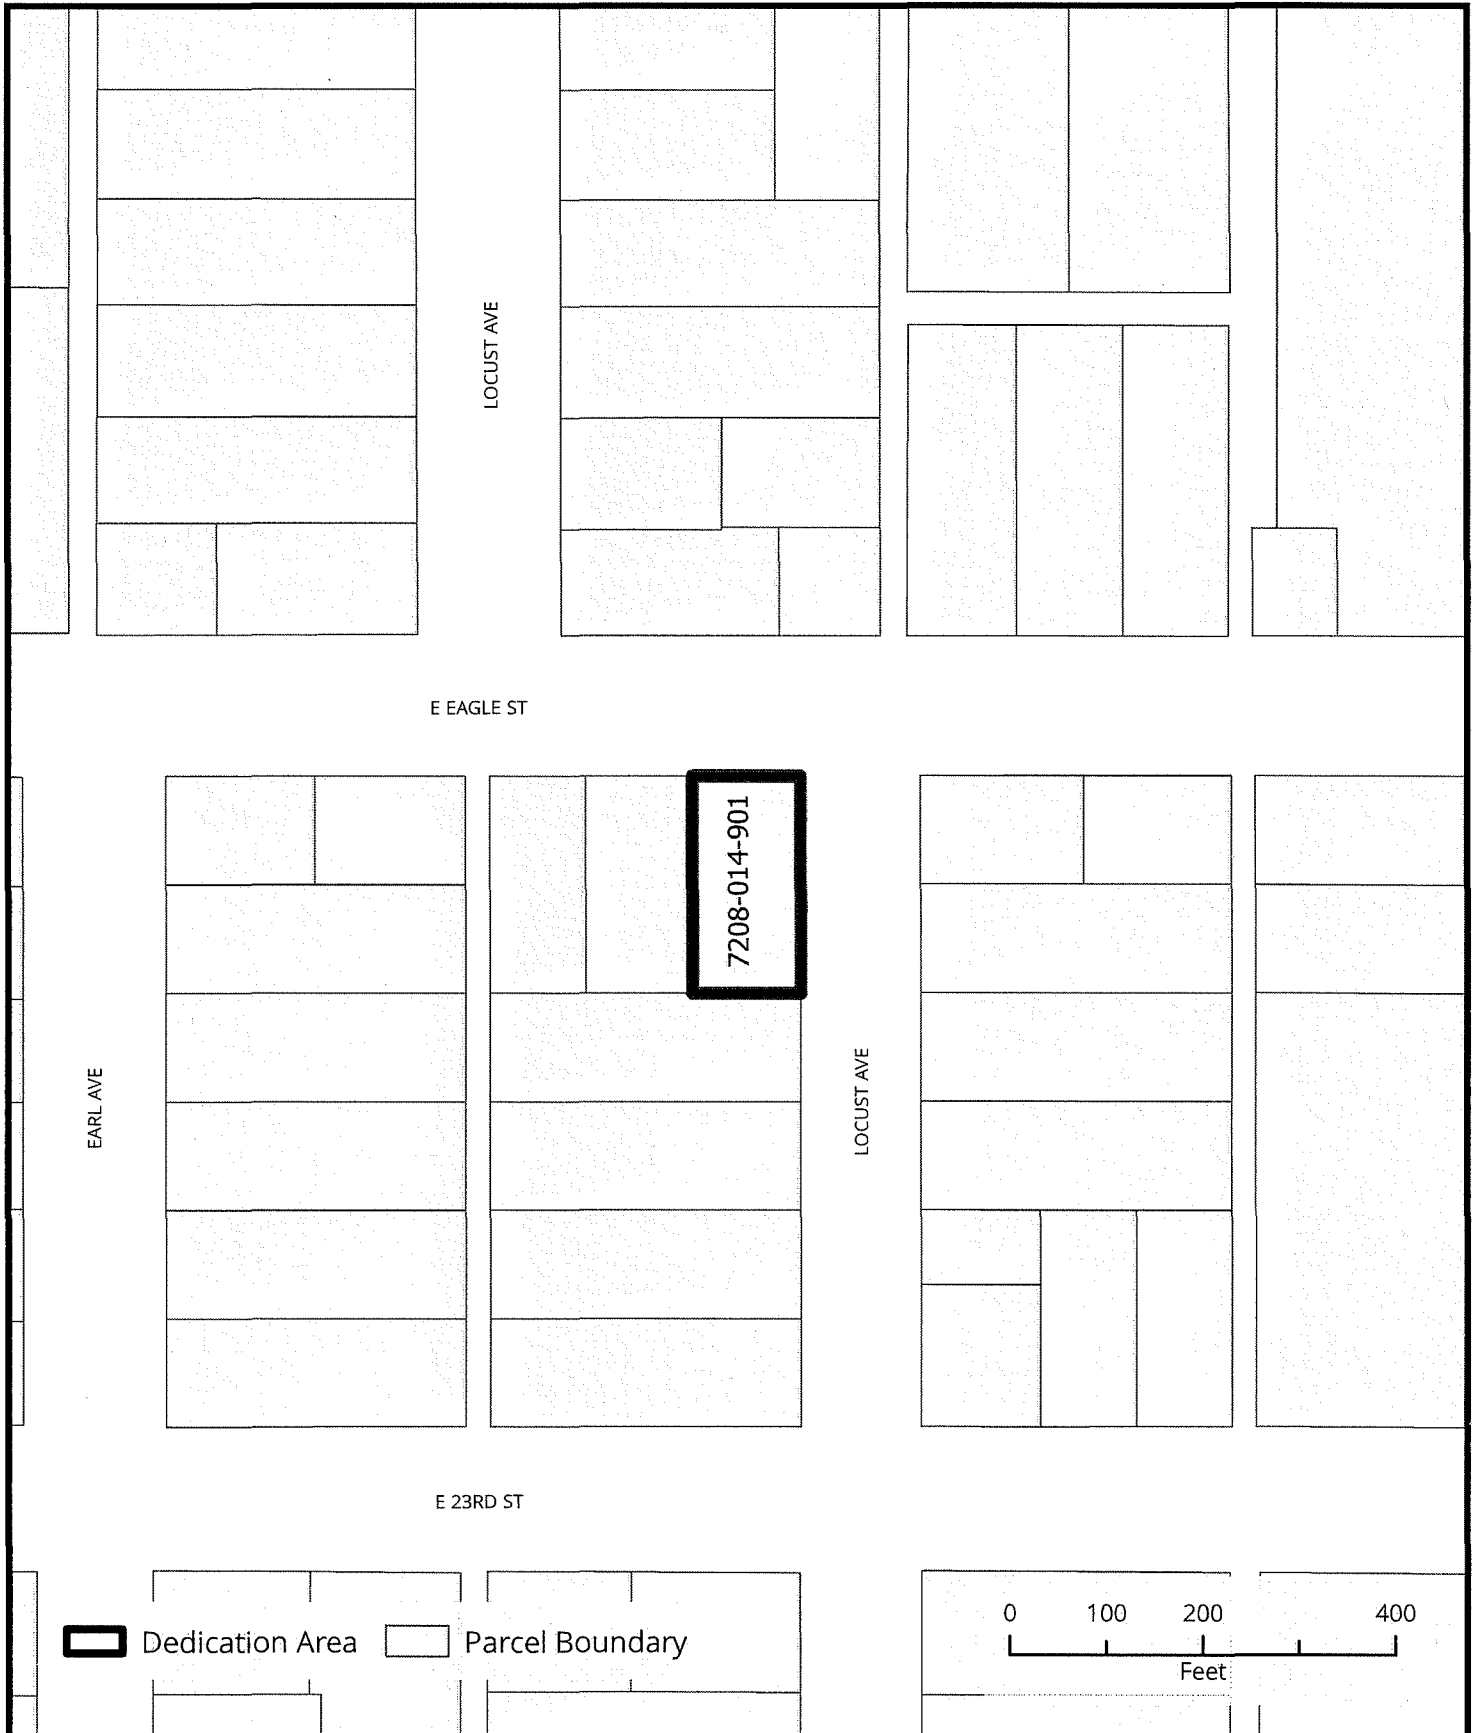 LOCUST AVE
E EAGLE ST
7208-014-901
EARL AVE
LOCUST AVE
E 23RD ST
0 100 200 400
Feet
Dedication Area Parcel Boundary